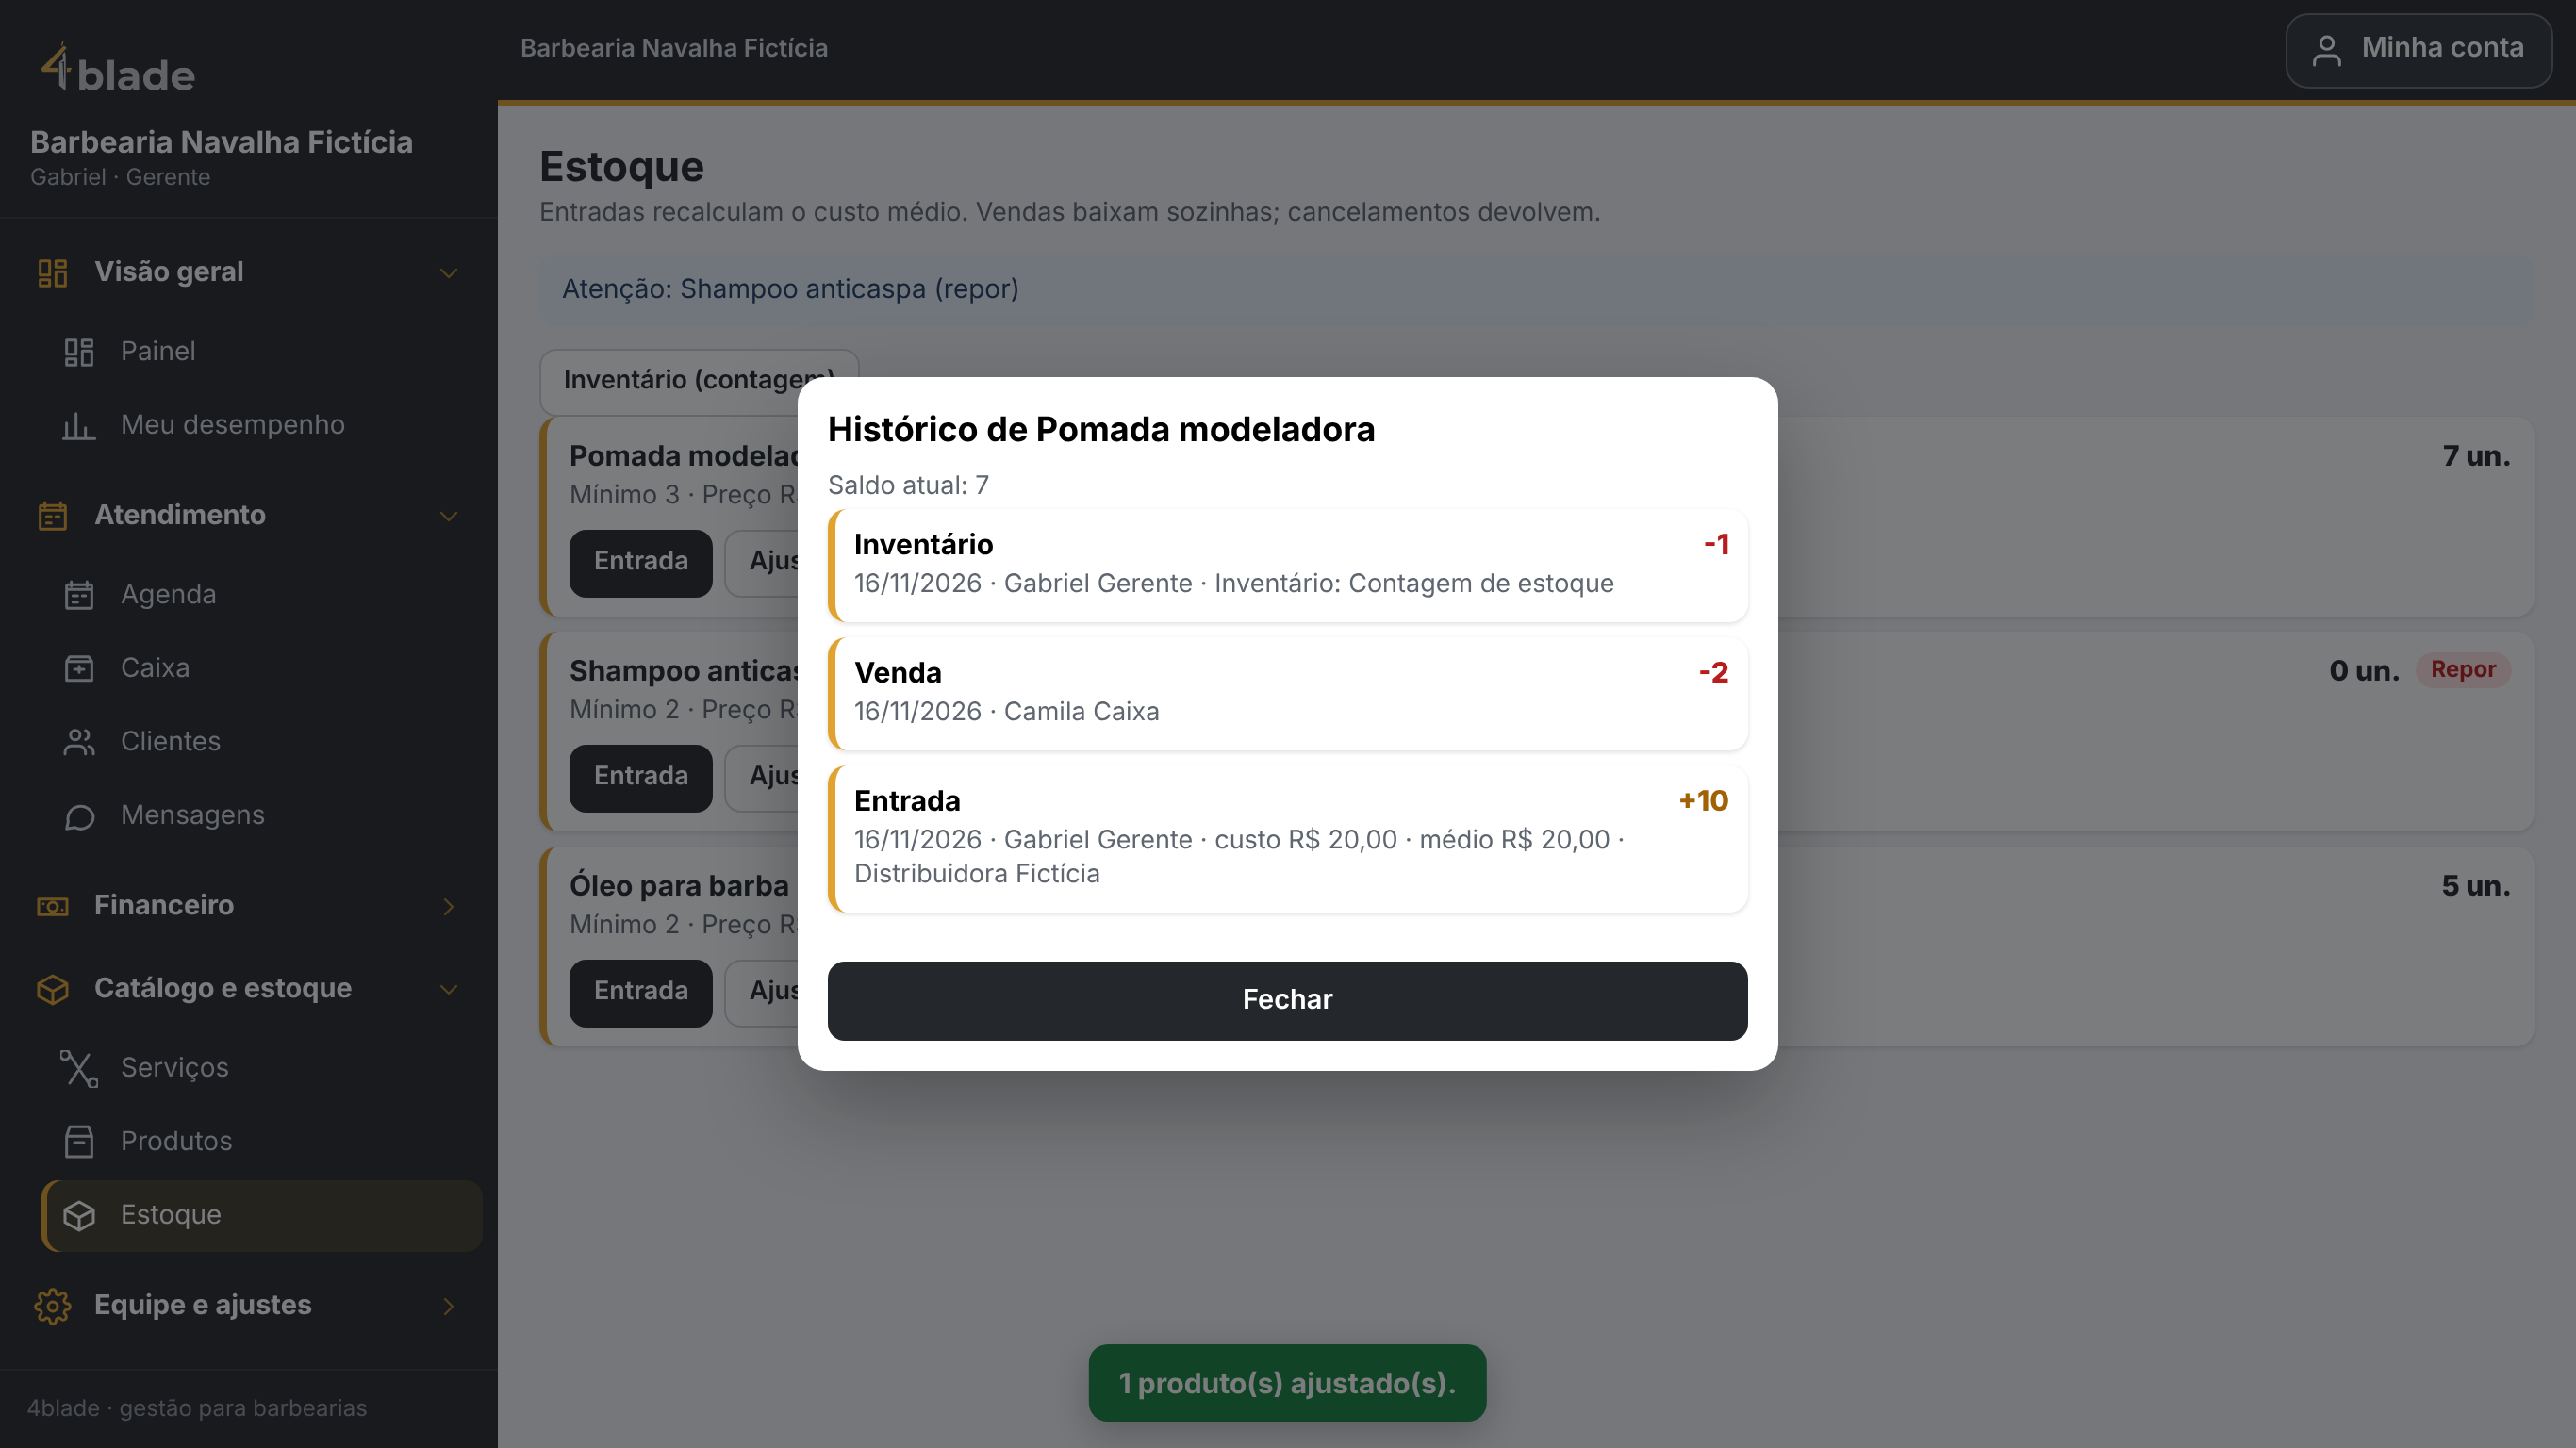 4blade
Barbearia Navalha Fictícia
Gabriel · Gerente
Visão geral
Painel
Meu desempenho
Atendimento
Agenda
Caixa
Clientes
Mensagens
Financeiro
Catálogo e estoque
Serviços
Produtos
Estoque
Equipe e ajustes
4blade · gestão para barbearias
Barbearia Navalha Fictícia
Minha conta
Estoque
Entradas recalculam o custo médio. Vendas baixam sozinhas; cancelamentos devolvem.
Atenção: Shampoo anticaspa (repor)
Inventário (contagem)
Pomada modelad
7 un.
Mínimo 3 · Preço R
Entrada
Ajus
Shampoo anticas
0 un.
Repor
Mínimo 2 · Preço R
Entrada
Ajus
Óleo para barba
5 un.
Mínimo 2 · Preço R
Entrada
Ajus
Histórico de Pomada modeladora
Saldo atual: 7
Inventário
-1
16/11/2026 · Gabriel Gerente · Inventário: Contagem de estoque
Venda
-2
16/11/2026 · Camila Caixa
Entrada
+10
16/11/2026 · Gabriel Gerente · custo R$ 20,00 · médio R$ 20,00 ·
Distribuidora Fictícia
Fechar
1 produto(s) ajustado(s).